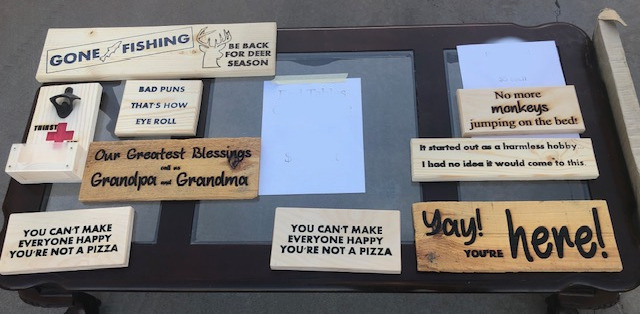 GONE FISHING
BE BACK
FOR DEER
SEASON
THIRST
BAD PUNS
THAT'S HOW
EYE ROLL
Our Greatest Blessings
call us
Grandpa and Grandma
YOU CAN'T MAKE
EVERYONE HAPPY
YOU'RE NOT A PIZZA
YOU CAN'T MAKE
EVERYONE HAPPY
YOU'RE NOT A PIZZA
No more
monkeys
jumping on the bed!
It started out as a harmless hobby
I had no idea it would come to this
Yay!
YOU'RE
here!